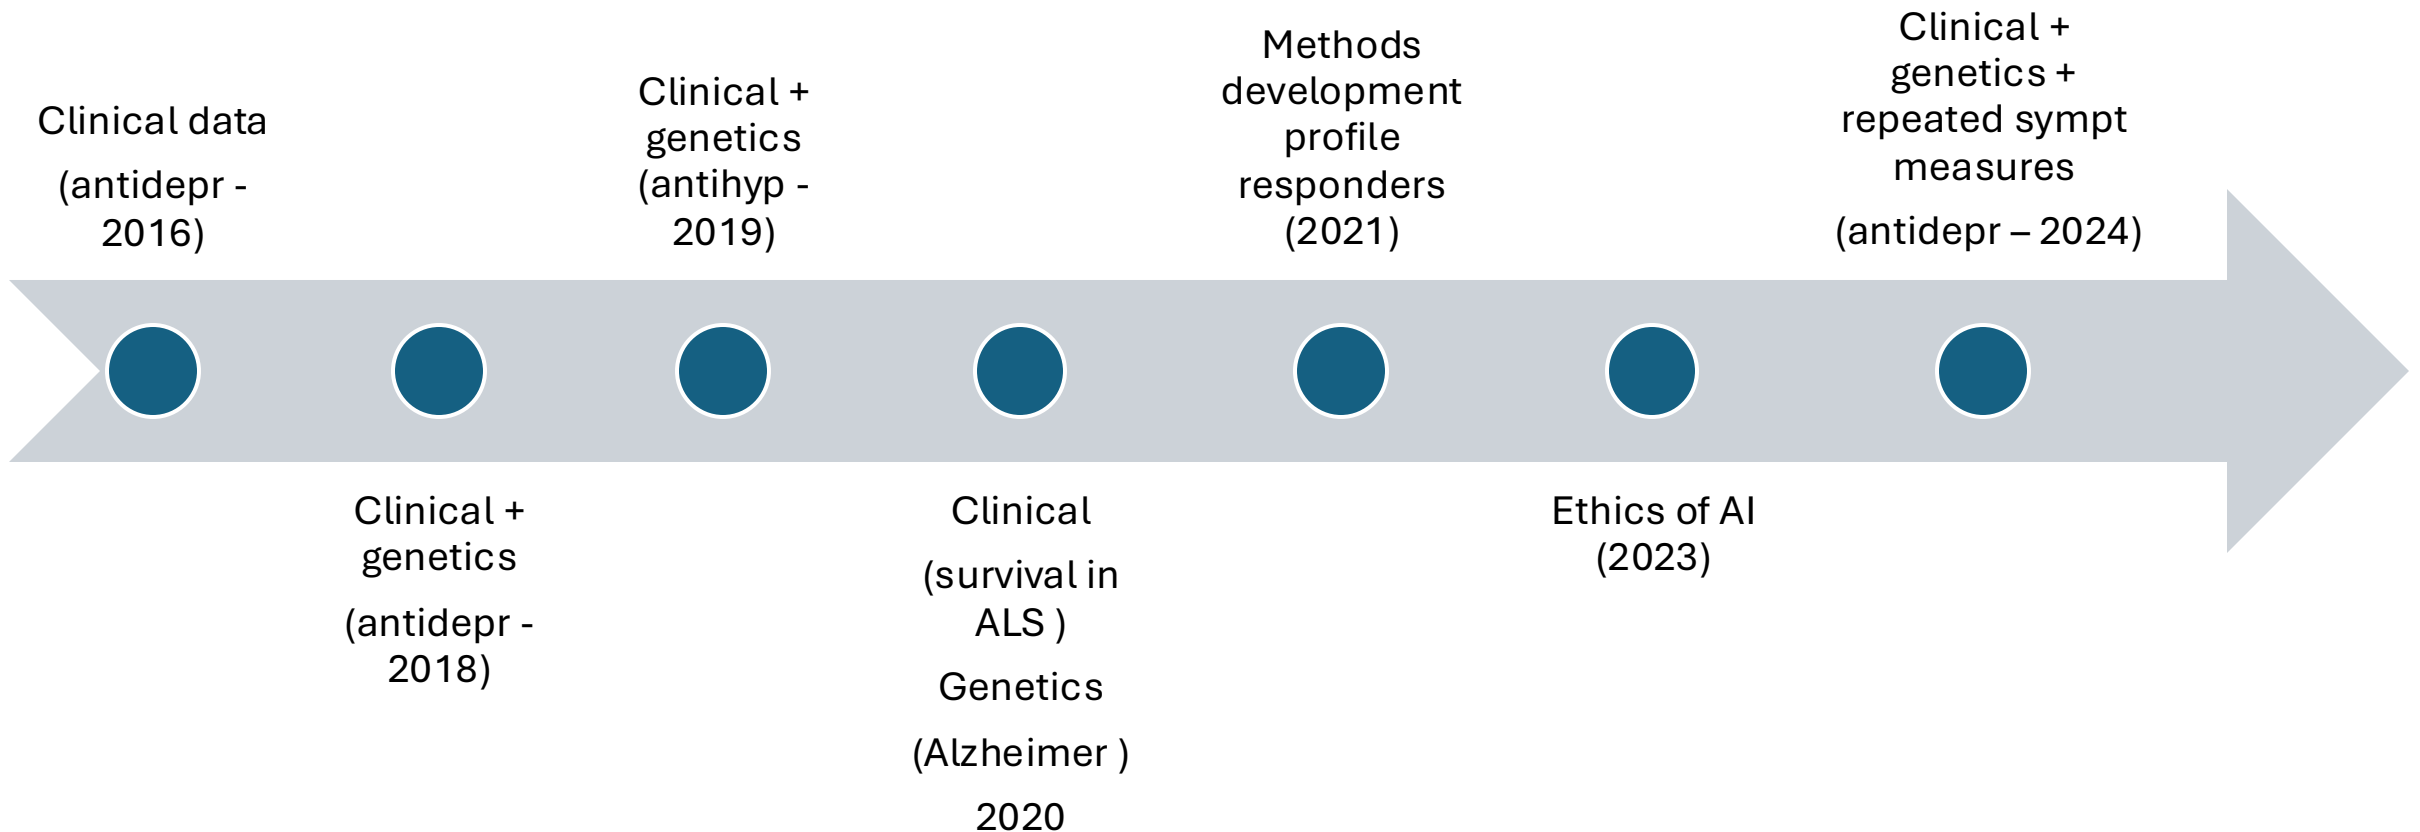 Clinical data
(antidepr -
2016)
Clinical +
genetics
(antidepr -
2018)
Clinical +
genetics
(antihyp -
2019)
Clinical
(survival in
ALS )
Genetics
(Alzheimer )
2020
Methods
development
profile
responders
(2021)
Ethics of AI
(2023)
Clinical +
genetics +
repeated sympt
measures
(antidepr – 2024)